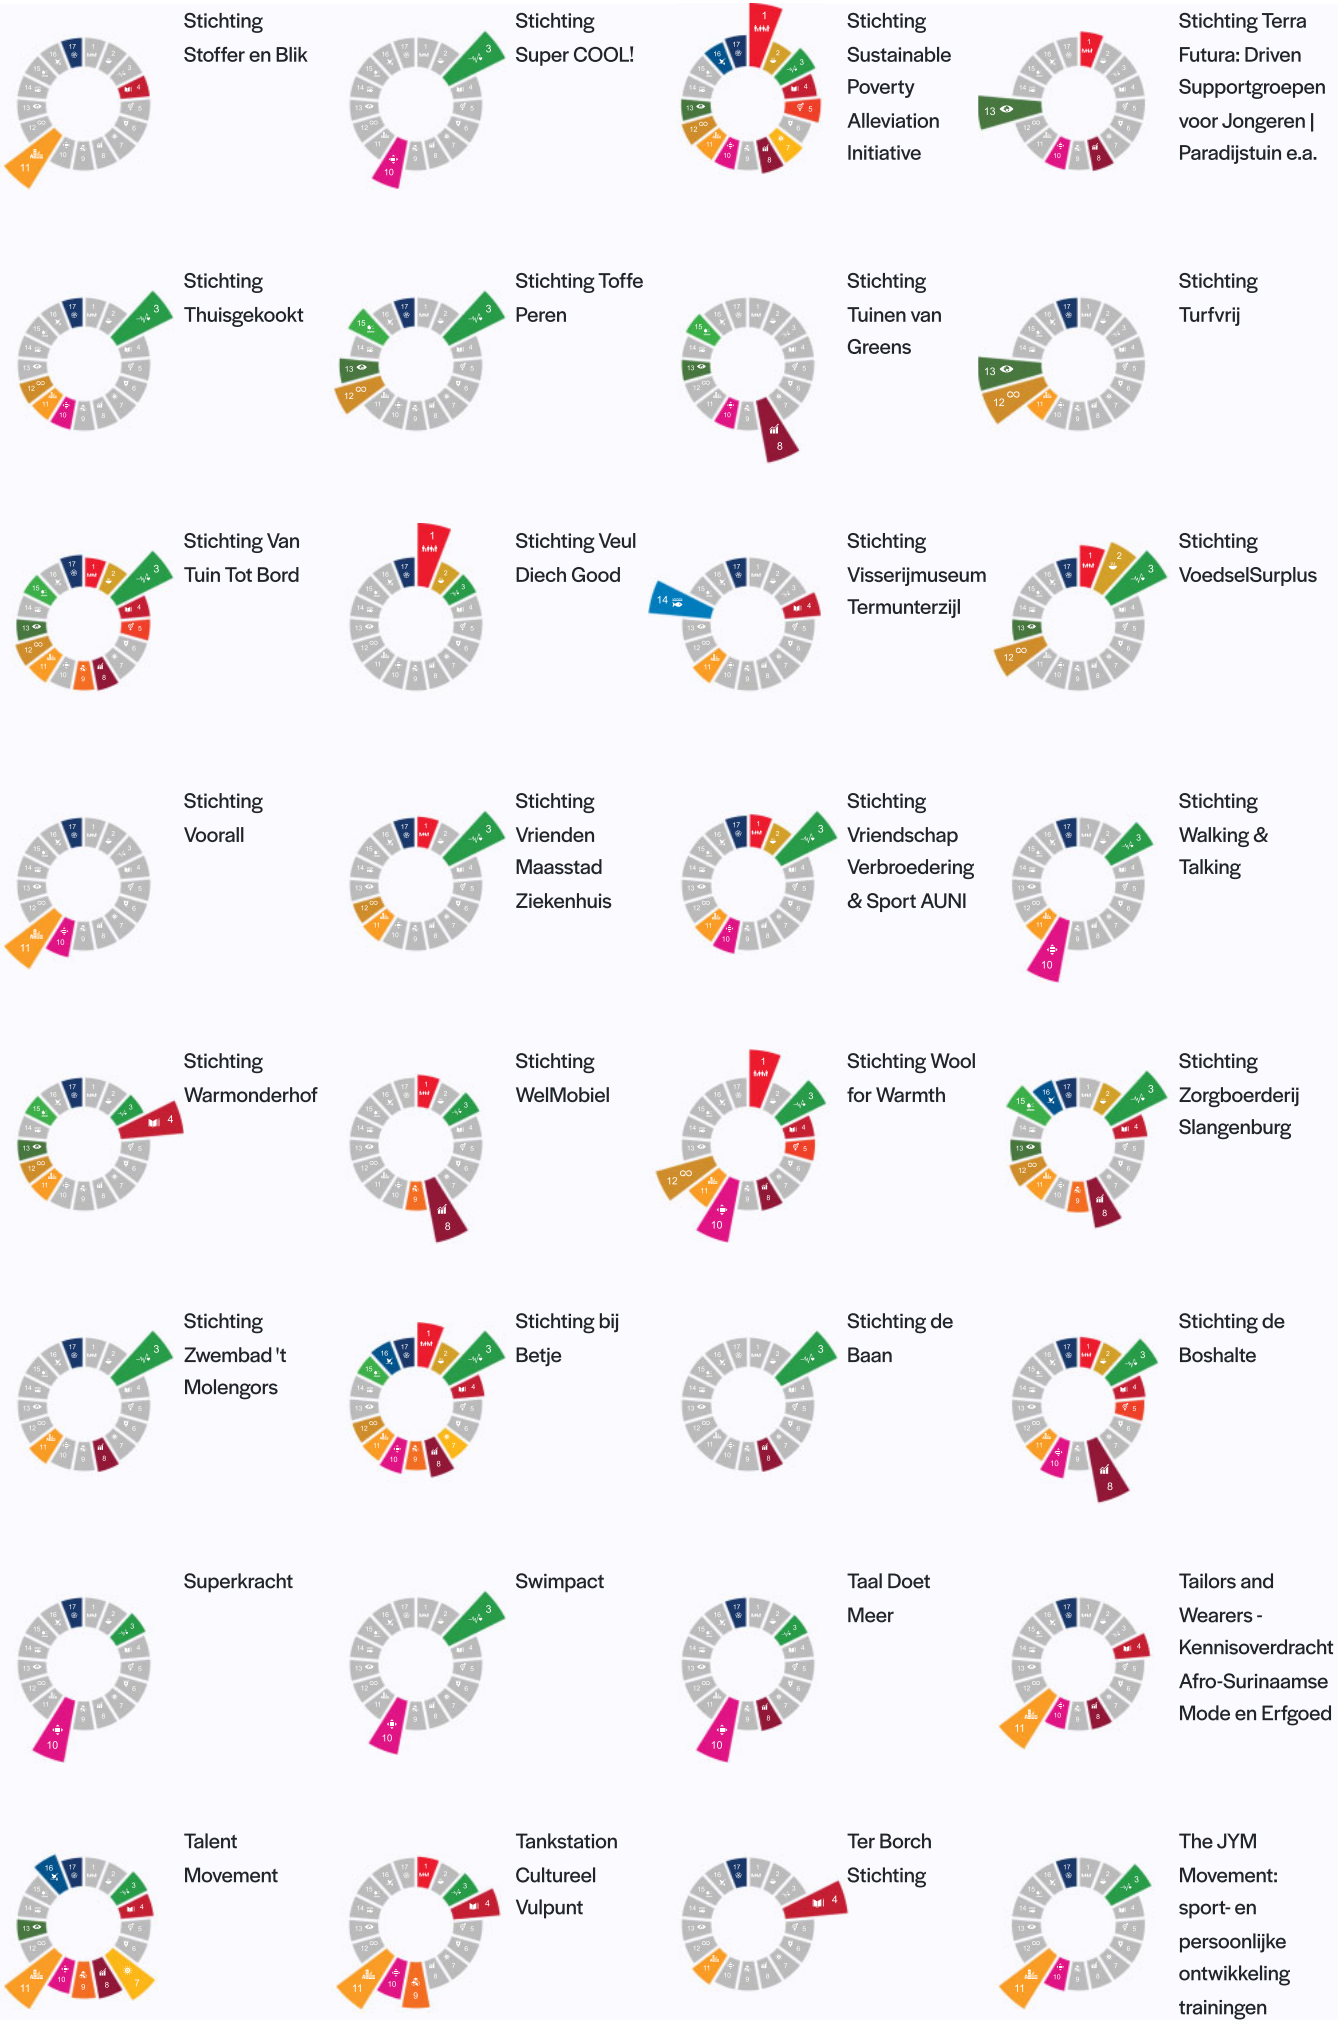 Stichting
Stoffer en Blik
Stichting
Super COOL!
Stichting
Sustainable
Poverty
Alleviation
Initiative
Stichting Terra
Futura: Driven
Supportgroepen
voor Jongeren |
Paradijstuin e.a.
Stichting
Thuisgekookt
Stichting Toffe
Peren
Stichting
Tuinen van
Greens
Stichting
Turfvrij
Stichting Van
Tuin Tot Bord
Stichting Veul
Diech Good
Stichting
Visserijmuseum
Termunterzijl
Stichting
VoedselSurplus
Stichting
Voorall
Stichting
Vrienden
Maasstad
Ziekenhuis
Stichting
Vriendschap
Verbroedering
& Sport AUNI
Stichting
Walking &
Talking
Stichting
Warmonderhof
Stichting
WelMobiel
Stichting Wool
for Warmth
Stichting
Zorgboerderij
Slangenburg
Stichting
Zwembad 't
Molengors
Stichting bij
Betje
Stichting de
Baan
Stichting de
Boshalte
Superkracht
Swimpact
Taal Doet
Meer
Tailors and
Wearers -
Kennisoverdracht
Afro-Surinaamse
Mode en Erfgoed
Talent
Movement
Tankstation
Cultureel
Vulpunt
Ter Borch
Stichting
The JYM
Movement:
sport- en
persoonlijke
ontwikkeling
trainingen